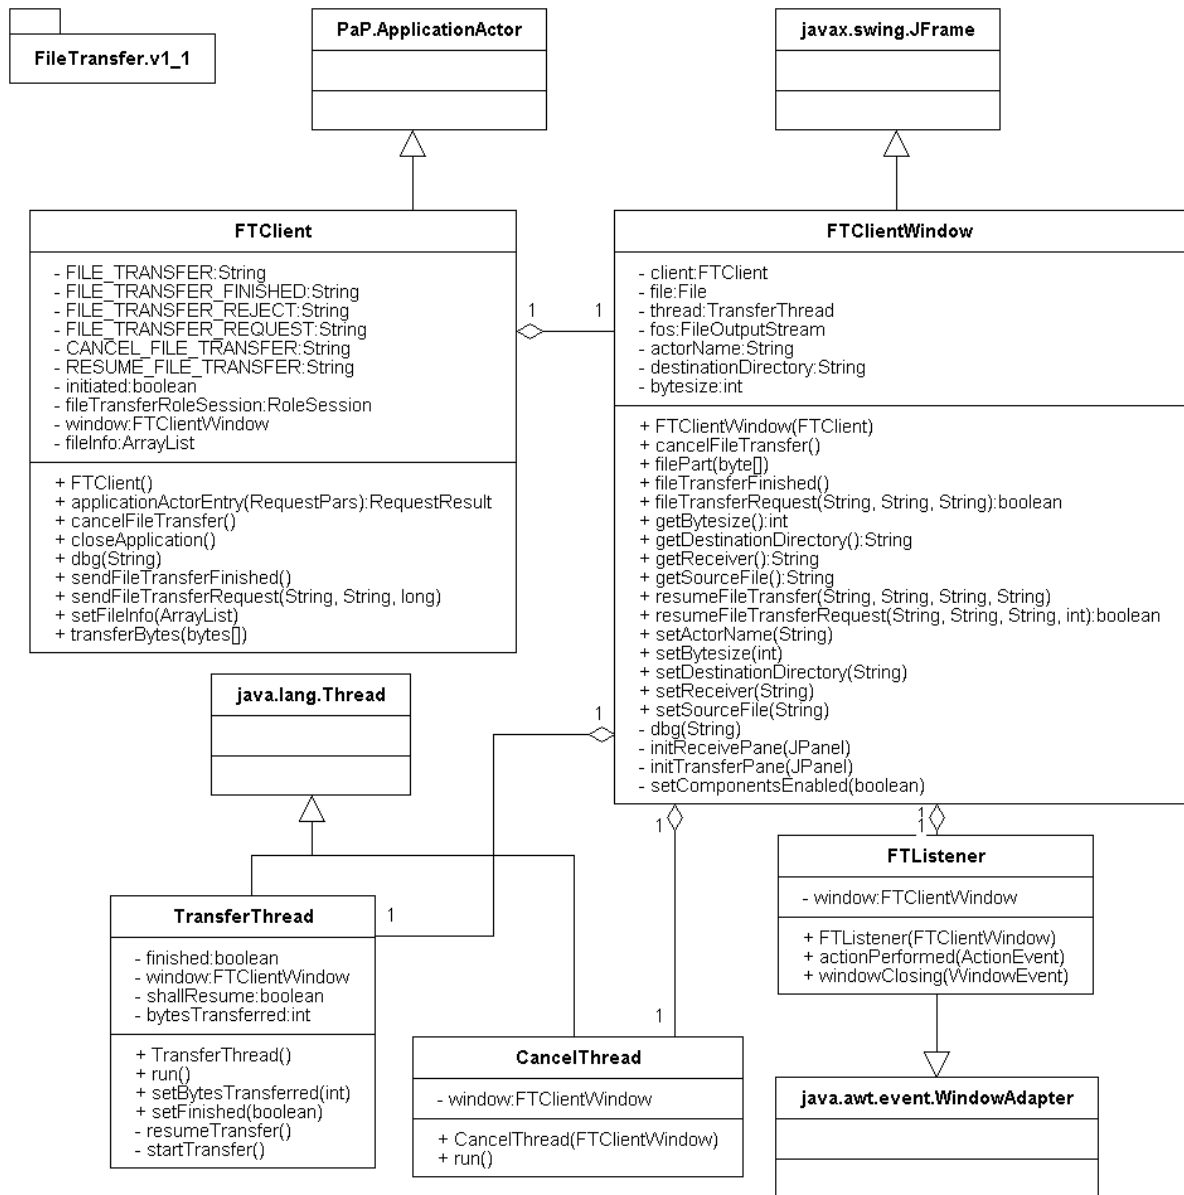 FileTransfer.v1_1
PaP.ApplicationActor
javax.swing.JFrame
FTClient
- FILE_TRANSFER:String
- FILE_TRANSFER_FINISHED:String
- FILE_TRANSFER_REJECT:String
- FILE_TRANSFER_REQUEST:String
- CANCEL_FILE_TRANSFER:String
- RESUME_FILE_TRANSFER:String
- initiated:boolean
- fileTransferRoleSession:RoleSession
- window:FTClientWindow
- fileInfo:ArrayList
+ FTClient()
+ applicationActorEntry(RequestPars):RequestResult
+ cancelFileTransfer()
+ closeApplication()
+ dbg(String)
+ sendFileTransferFinished()
+ sendFileTransferRequest(String, String, long)
+ setFileInfo(ArrayList)
+ transferBytes(bytes[])
1
1
FTClientWindow
- client:FTClient
- file:File
- thread:TransferThread
- fos:FileOutputStream
- actorName:String
- destinationDirectory:String
- bytesize:int
+ FTClientWindow(FTClient)
+ cancelFileTransfer()
+ filePart(byte[])
+ fileTransferFinished()
+ fileTransferRequest(String, String, String):boolean
+ getBytesize():int
+ getDestinationDirectory():String
+ getReceiver():String
+ getSourceFile():String
+ resumeFileTransfer(String, String, String, String)
+ resumeFileTransferRequest(String, String, String, int):boolean
+ setActorName(String)
+ setBytesize(int)
+ setDestinationDirectory(String)
+ setReceiver(String)
+ setSourceFile(String)
- dbg(String)
- initReceivePane(JPanel)
- initTransferPane(JPanel)
- setComponentsEnabled(boolean)
java.lang.Thread
1
1
1
1
TransferThread
- finished:boolean
- window:FTClientWindow
- shallResume:boolean
- bytesTransferred:int
+ TransferThread()
+ run()
+ setBytesTransferred(int)
+ setFinished(boolean)
- resumeTransfer()
- startTransfer()
1
1
CancelThread
- window:FTClientWindow
+ CancelThread(FTClientWindow)
+ run()
FTListener
- window:FTClientWindow
+ FTListener(FTClientWindow)
+ actionPerformed(ActionEvent)
+ windowClosing(WindowEvent)
java.awt.event.WindowAdapter